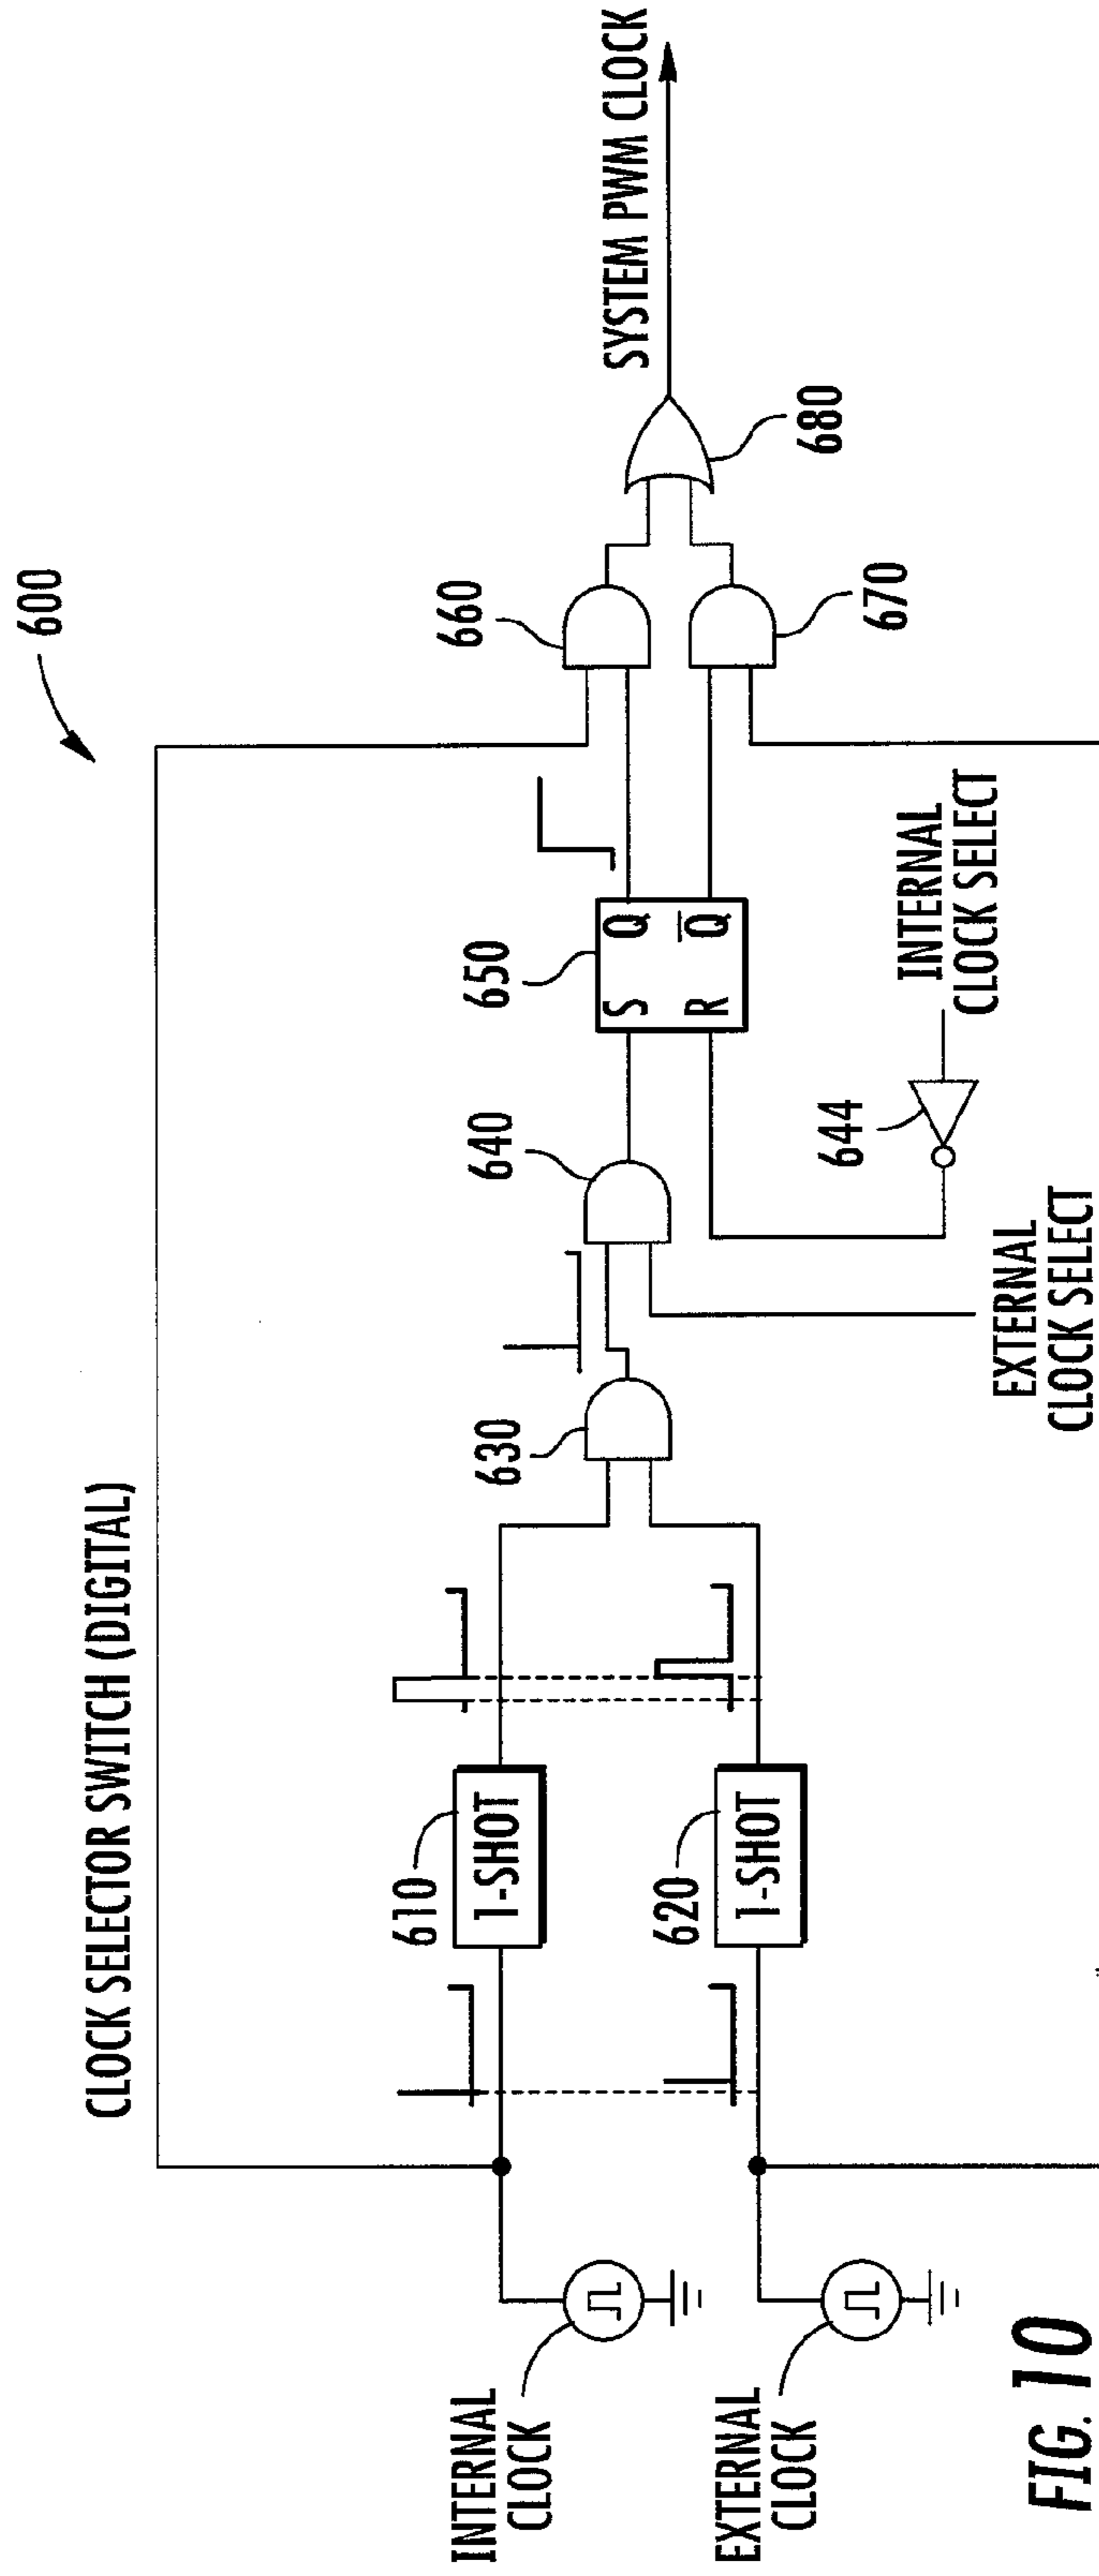 600
CLOCK SELECTOR SWITCH (DIGITAL)
INTERNAL
CLOCK
610
1-SHOT
EXTERNAL
CLOCK
620
1-SHOT
630
640
EXTERNAL
CLOCK SELECT
650
S Q
R Q̅
644
INTERNAL
CLOCK SELECT
660
670
680
SYSTEM PWM CLOCK
FIG. 10